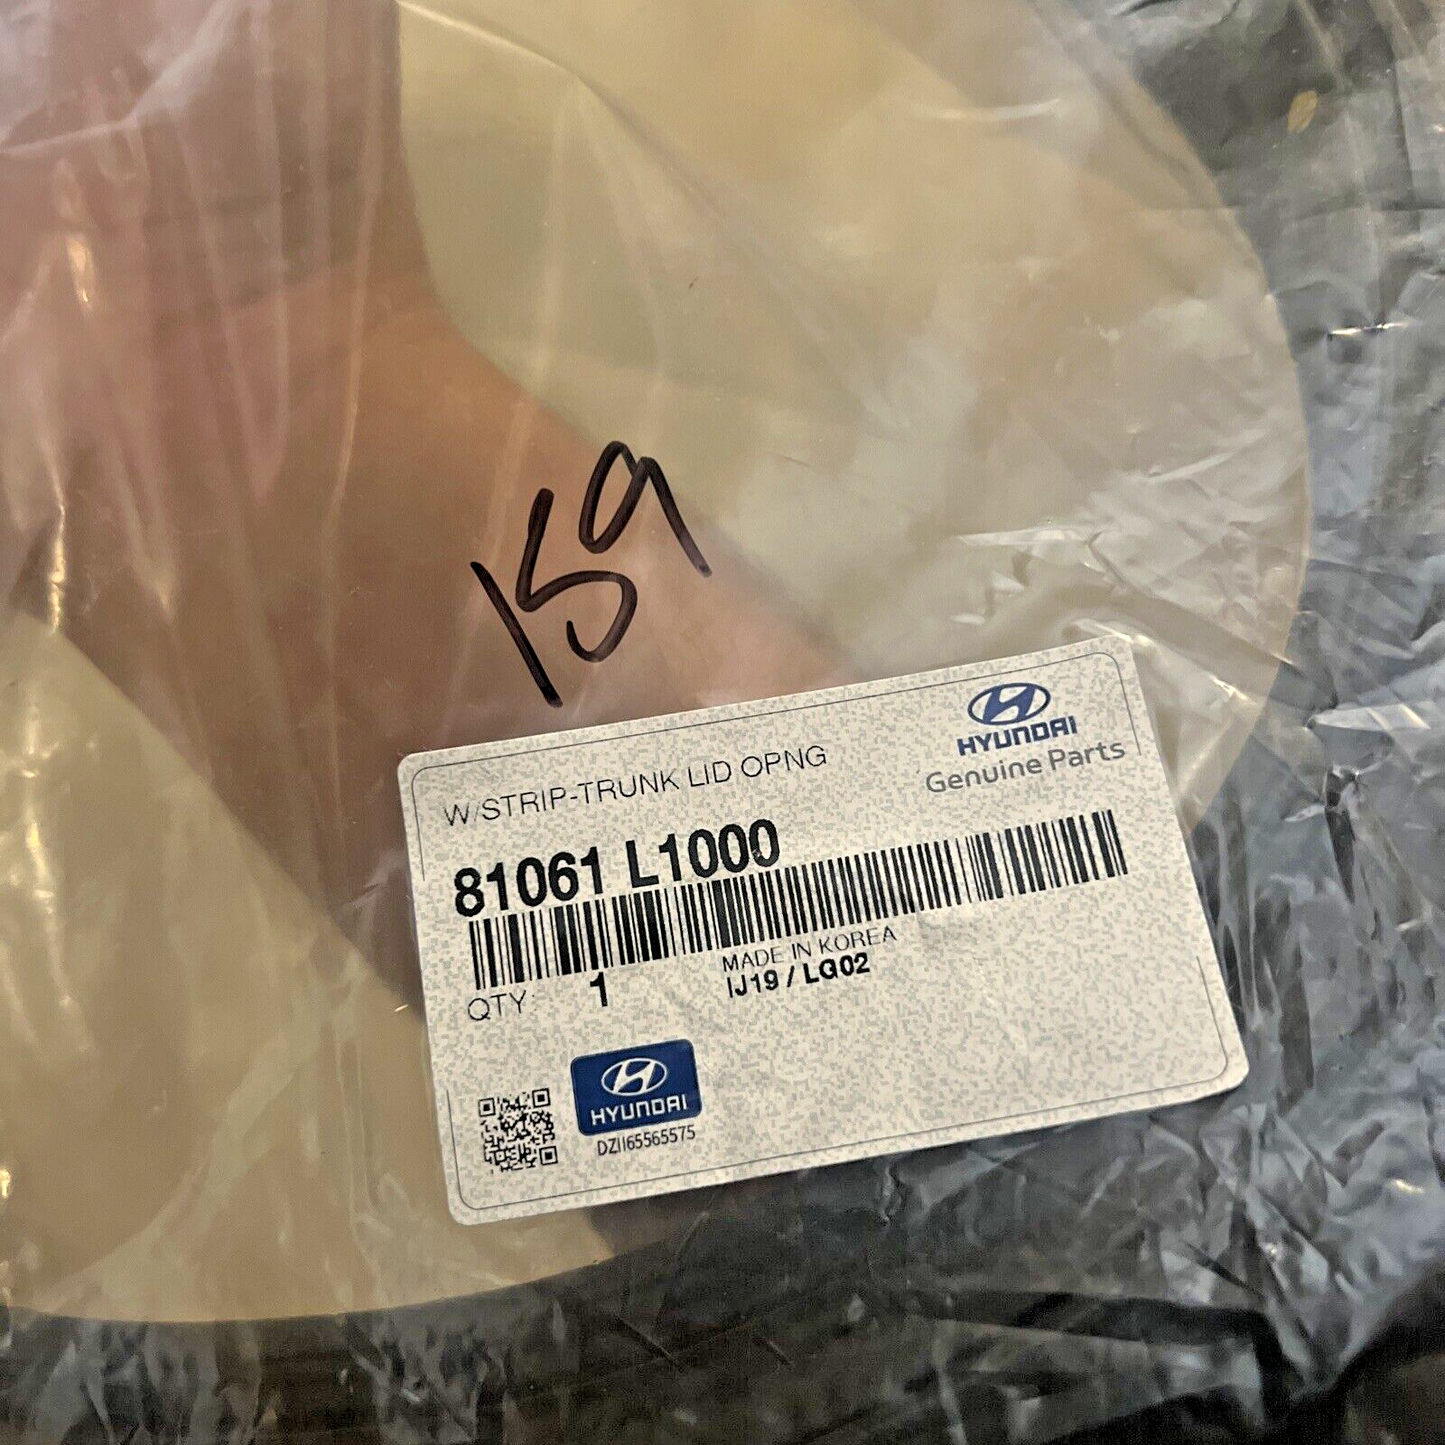 159
HYUNDAI
Genuine Parts
W/STRIP-TRUNK LID OPNG
81061 L1000
MADE IN KOREA
QTY: 1 IJ19 / LG02
HYUNDAI
DZII65565575